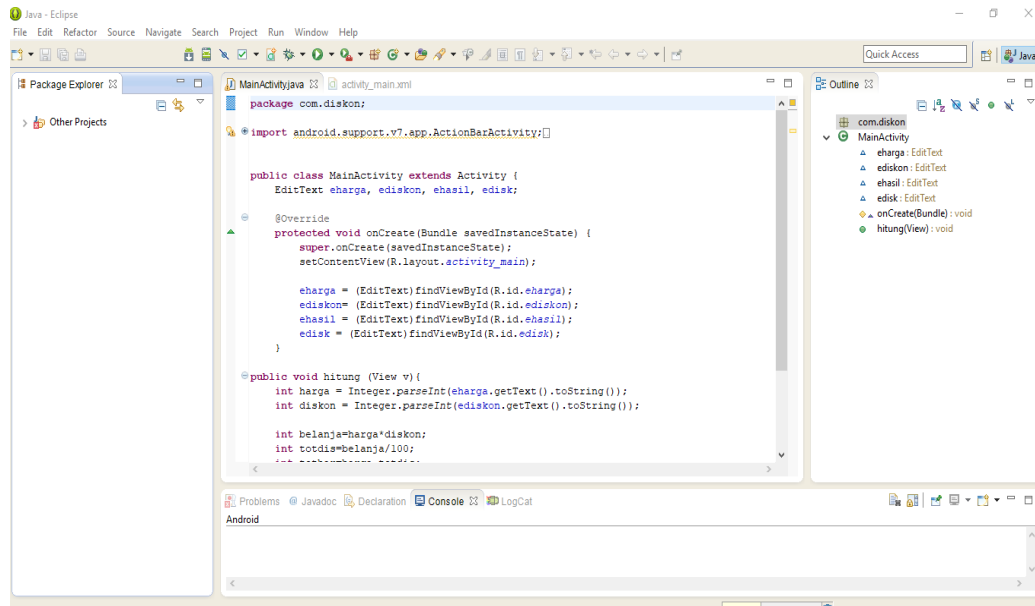 Java - Eclipse
File Edit Refactor Source Navigate Search Project Run Window Help
Quick Access
Java
Package Explorer
Other Projects
MainActivity.java activity_main.xml
package com.diskon;
import android.support.v7.app.ActionBarActivity;
public class MainActivity extends Activity {
EditText eharga, ediskon, ehasil, edisk;
@Override
protected void onCreate(Bundle savedInstanceState) {
super.onCreate(savedInstanceState);
setContentView(R.layout.activity_main);
eharga = (EditText)findViewById(R.id.eharga);
ediskon= (EditText)findViewById(R.id.ediskon);
ehasil = (EditText)findViewById(R.id.ehasil);
edisk = (EditText)findViewById(R.id.edisk);
}
public void hitung (View v){
int harga = Integer.parseInt(eharga.getText().toString());
int diskon = Integer.parseInt(ediskon.getText().toString());
int belanja=harga*diskon;
int totdis=belanja/100;
Outline
com.diskon
MainActivity
eharga : EditText
ediskon : EditText
ehasil : EditText
edisk : EditText
onCreate(Bundle) : void
hitung(View) : void
Problems @ Javadoc Declaration Console LogCat
Android